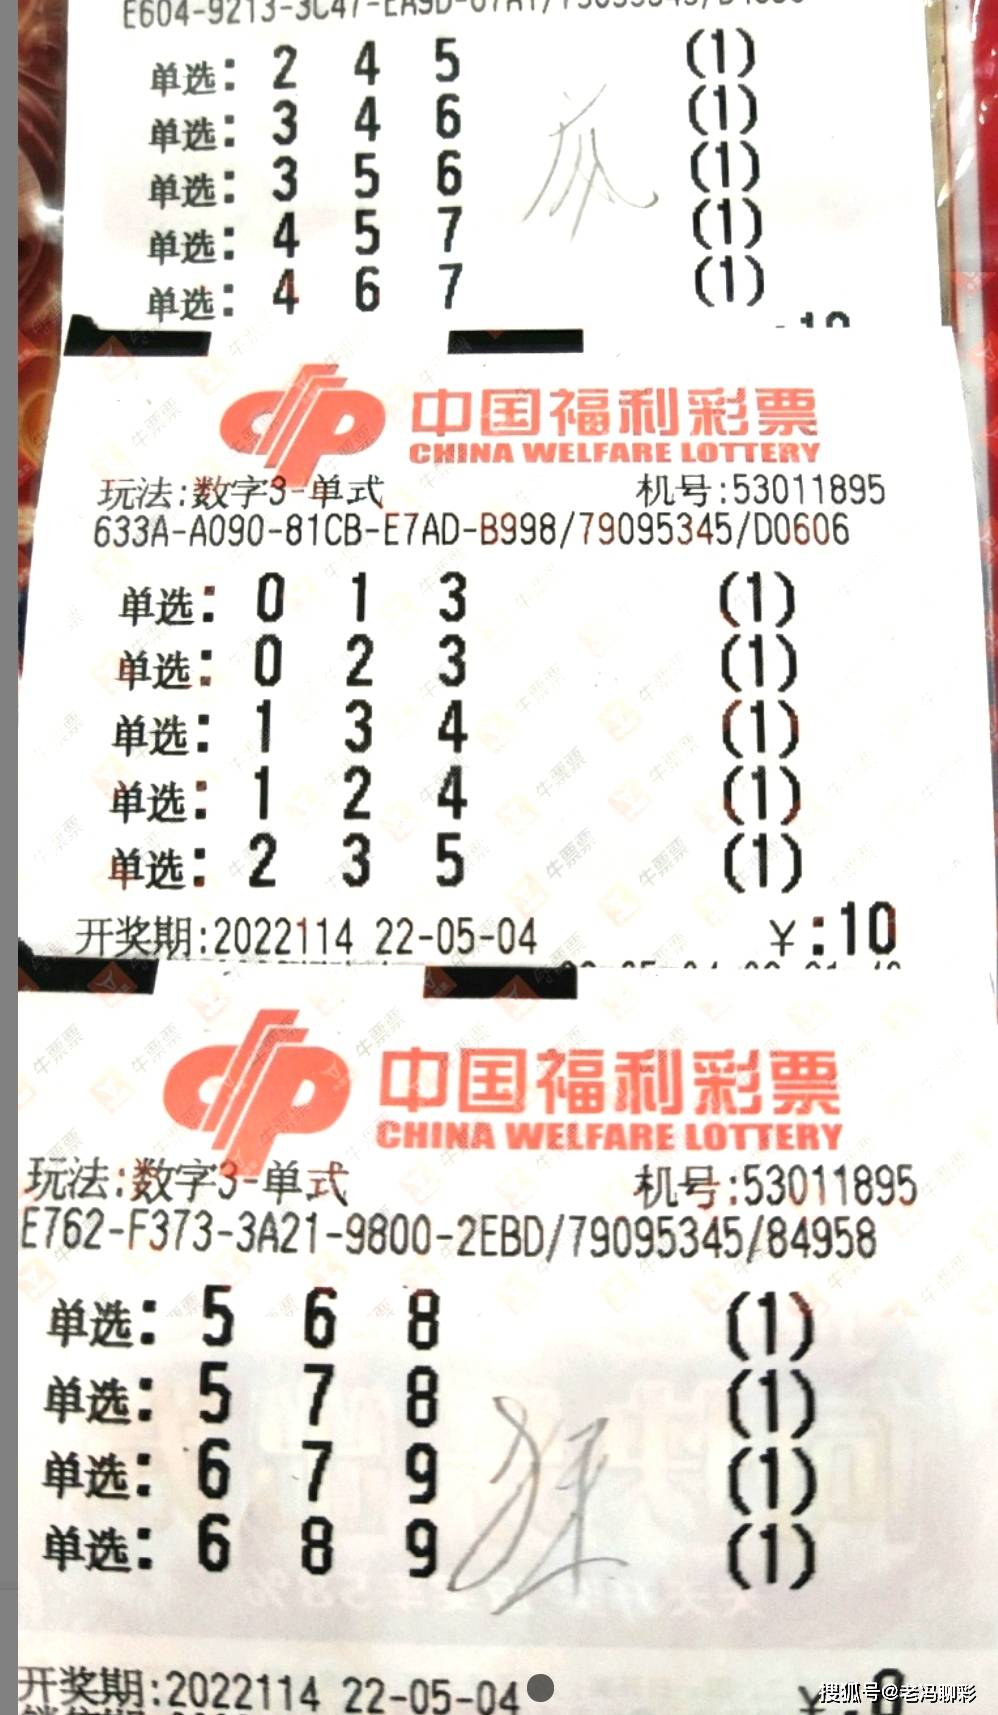 单选: 2 4 5 (1)
单选: 3 4 6 (1)
单选: 3 5 6 (1)
单选: 4 5 7 (1)
单选: 4 6 7 (1)
中国福利彩票
CHINA WELFARE LOTTERY
玩法:数字3-单式 机号:53011895
633A-A090-81CB-E7AD-B998/79095345/D0606
单选: 0 1 3 (1)
单选: 0 2 3 (1)
单选: 1 3 4 (1)
单选: 1 2 4 (1)
单选: 2 3 5 (1)
开奖期:2022114 22-05-04 ¥:10
中国福利彩票
CHINA WELFARE LOTTERY
玩法:数字3-单式 机号:53011895
E762-F373-3A21-9800-2EBD/79095345/84958
单选: 5 6 8 (1)
单选: 5 7 8 (1)
单选: 6 7 9 (1)
单选: 6 8 9 (1)
开奖期:2022114 22-05-04
搜狐号@老冯聊彩